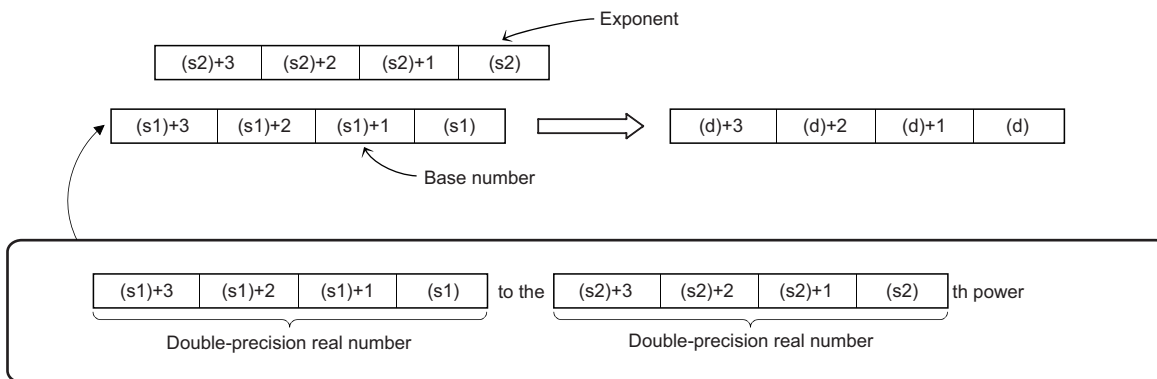 Exponent
(s2)+3 (s2)+2 (s2)+1 (s2)
(s1)+3 (s1)+2 (s1)+1 (s1) (d)+3 (d)+2 (d)+1 (d)
Base number
(s1)+3 (s1)+2 (s1)+1 (s1) to the (s2)+3 (s2)+2 (s2)+1 (s2) th power
Double-precision real number Double-precision real number